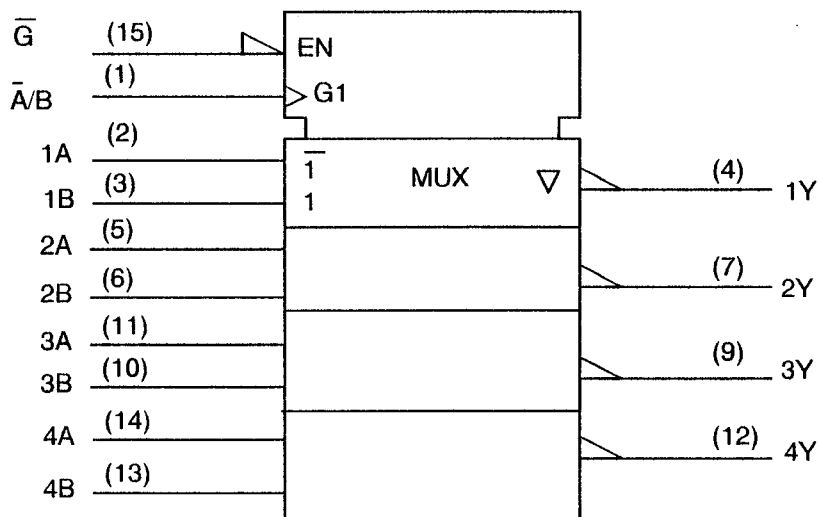 G̅ (15) EN
A̅/B (1) G1
1A (2) 1̅ MUX ▽ (4) 1Y
1B (3) 1
2A (5)
2B (6) (7) 2Y
3A (11)
3B (10) (9) 3Y
4A (14) (12) 4Y
4B (13)